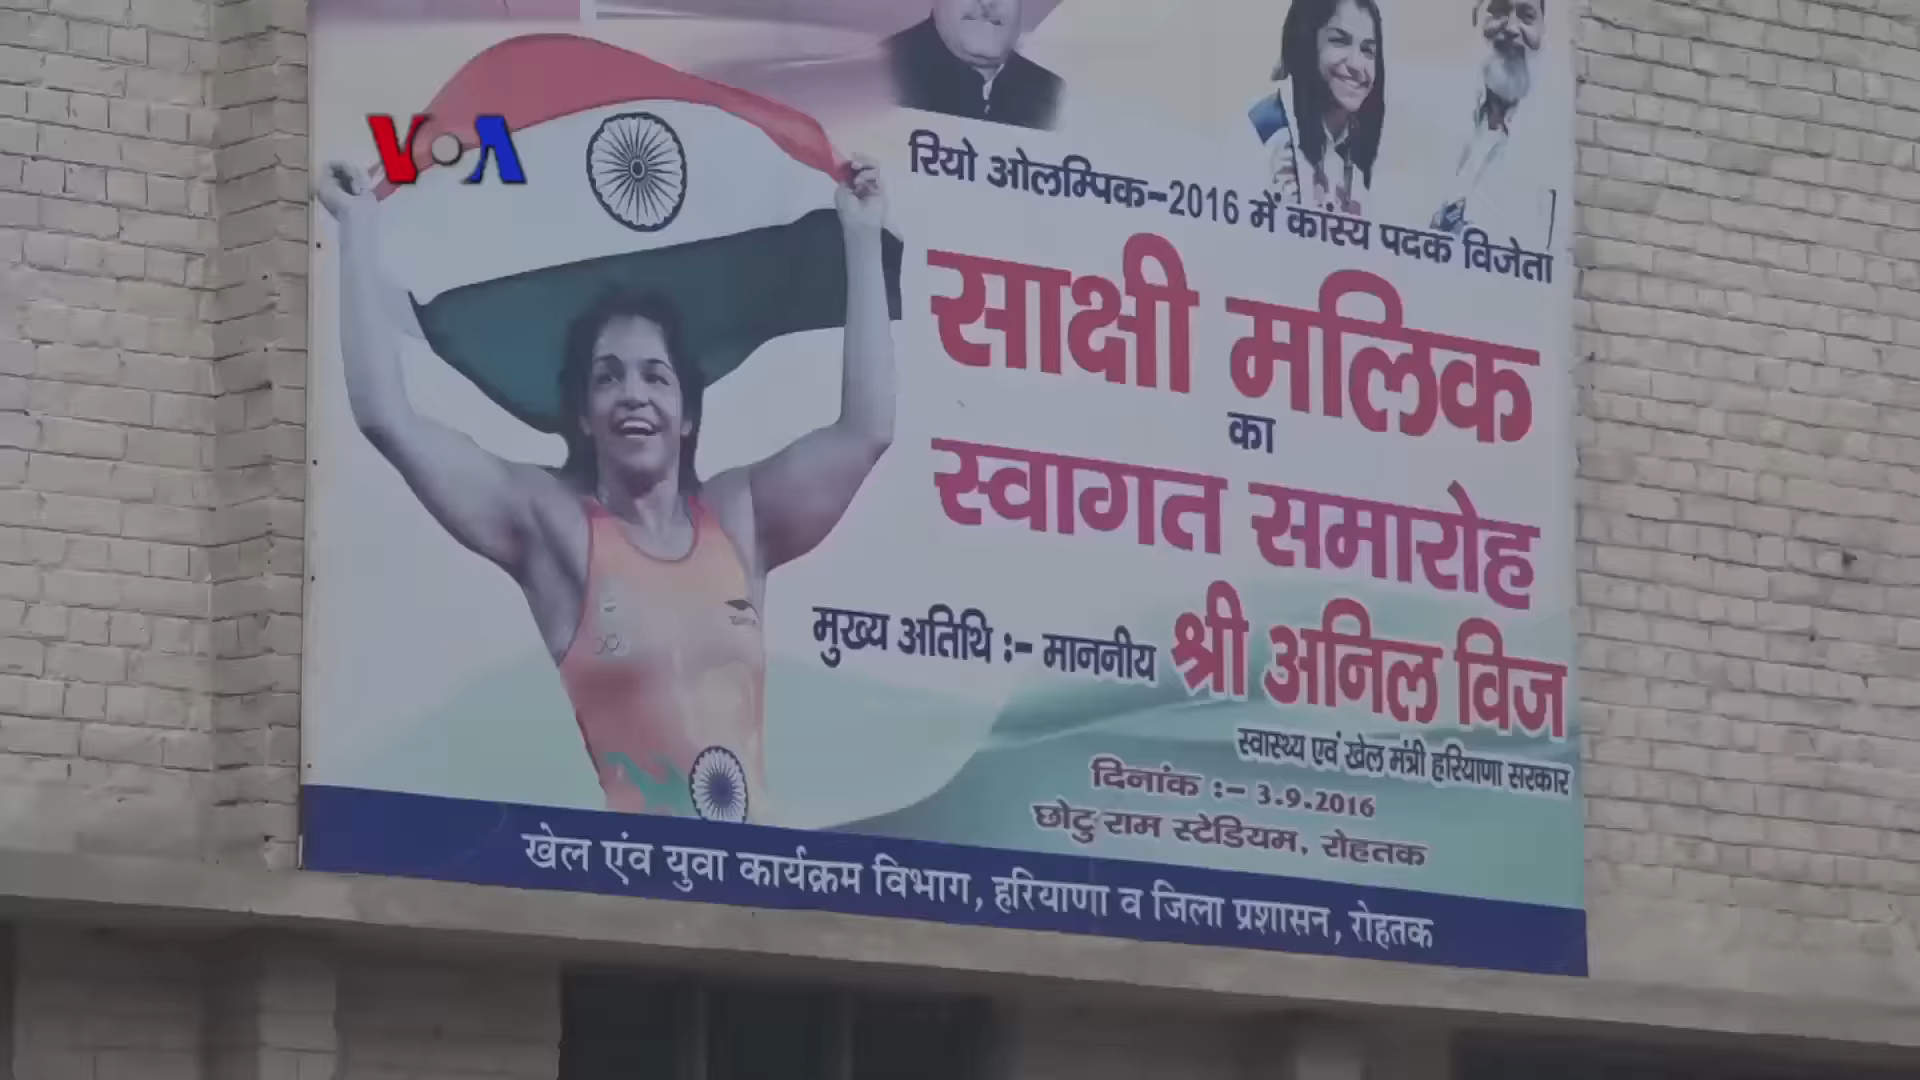 VOA
रियो ओलम्पिक-2016 में कांस्य पदक विजेता
साक्षी मलिक
का
स्वागत समारोह
मुख्य अतिथि :- माननीय श्री अनिल विज
स्वास्थ्य एवं खेल मंत्री हरियाणा सरकार
दिनांक :- 3.9.2016
छोटु राम स्टेडियम, रोहतक
खेल एंव युवा कार्यक्रम विभाग, हरियाणा व जिला प्रशासन, रोहतक